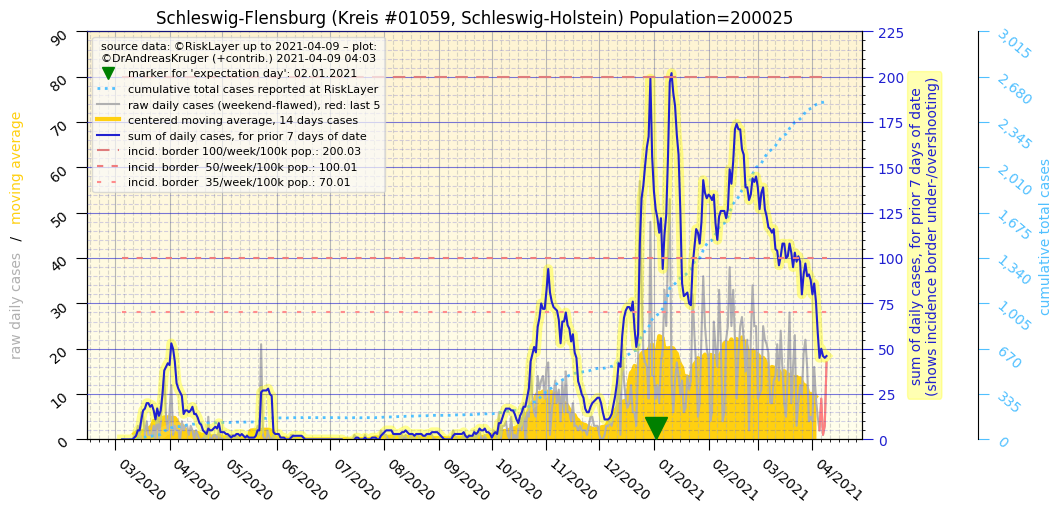 Schleswig-Flensburg (Kreis #01059, Schleswig-Holstein) Population=200025
source data: ©RiskLayer up to 2021-04-09 – plot:
©DrAndreasKruger (+contrib.) 2021-04-09 04:03
marker for 'expectation day': 02.01.2021
cumulative total cases reported at RiskLayer
raw daily cases (weekend-flawed), red: last 5
centered moving average, 14 days cases
sum of daily cases, for prior 7 days of date
incid. border 100/week/100k pop.: 200.03
incid. border 50/week/100k pop.: 100.01
incid. border 35/week/100k pop.: 70.01
raw daily cases / moving average
90
80
70
60
50
40
30
20
10
0
225
200
175
150
125
100
75
50
25
0
sum of daily cases, for prior 7 days of date
(shows incidence border under-/overshooting)
3,015
2,680
2,345
2,010
1,675
1,340
1,005
670
335
0
cumulative total cases
03/2020
04/2020
05/2020
06/2020
07/2020
08/2020
09/2020
10/2020
11/2020
12/2020
01/2021
02/2021
03/2021
04/2021